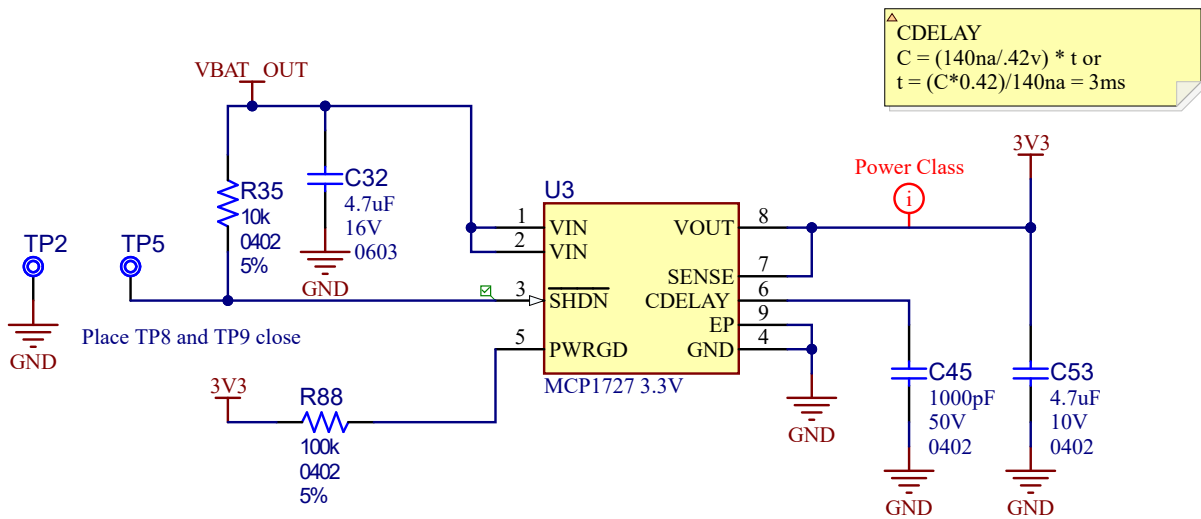 CDELAY
C = (140na/.42v) * t or
t = (C*0.42)/140na = 3ms
VBAT_OUT
3V3
Power Class
i
R35
10k
0402
5%
C32
4.7uF
16V
0603
GND
U3
1
VIN
2
VIN
3
SHDN
5
PWRGD
VOUT
8
SENSE
7
CDELAY
6
EP
9
GND
4
MCP1727 3.3V
TP2
GND
TP5
Place TP8 and TP9 close
3V3
R88
100k
0402
5%
GND
C45
1000pF
50V
0402
GND
C53
4.7uF
10V
0402
GND